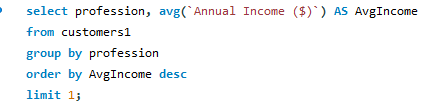 select profession, avg(`Annual Income ($)`) AS AvgIncome
from customers1
group by profession
order by AvgIncome desc
limit 1;